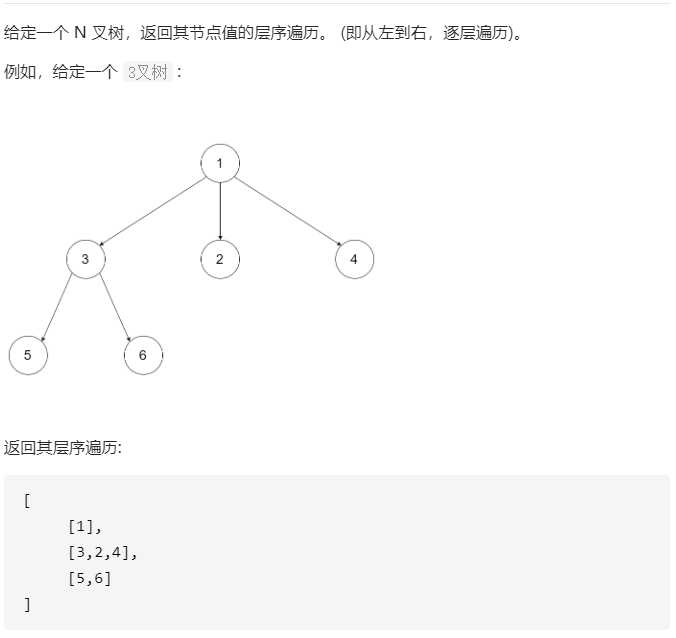 给定一个 N 叉树，返回其节点值的层序遍历。 (即从左到右，逐层遍历)。
例如，给定一个 3叉树 :
1
3 2 4
5 6
返回其层序遍历:
[
[1],
[3,2,4],
[5,6]
]